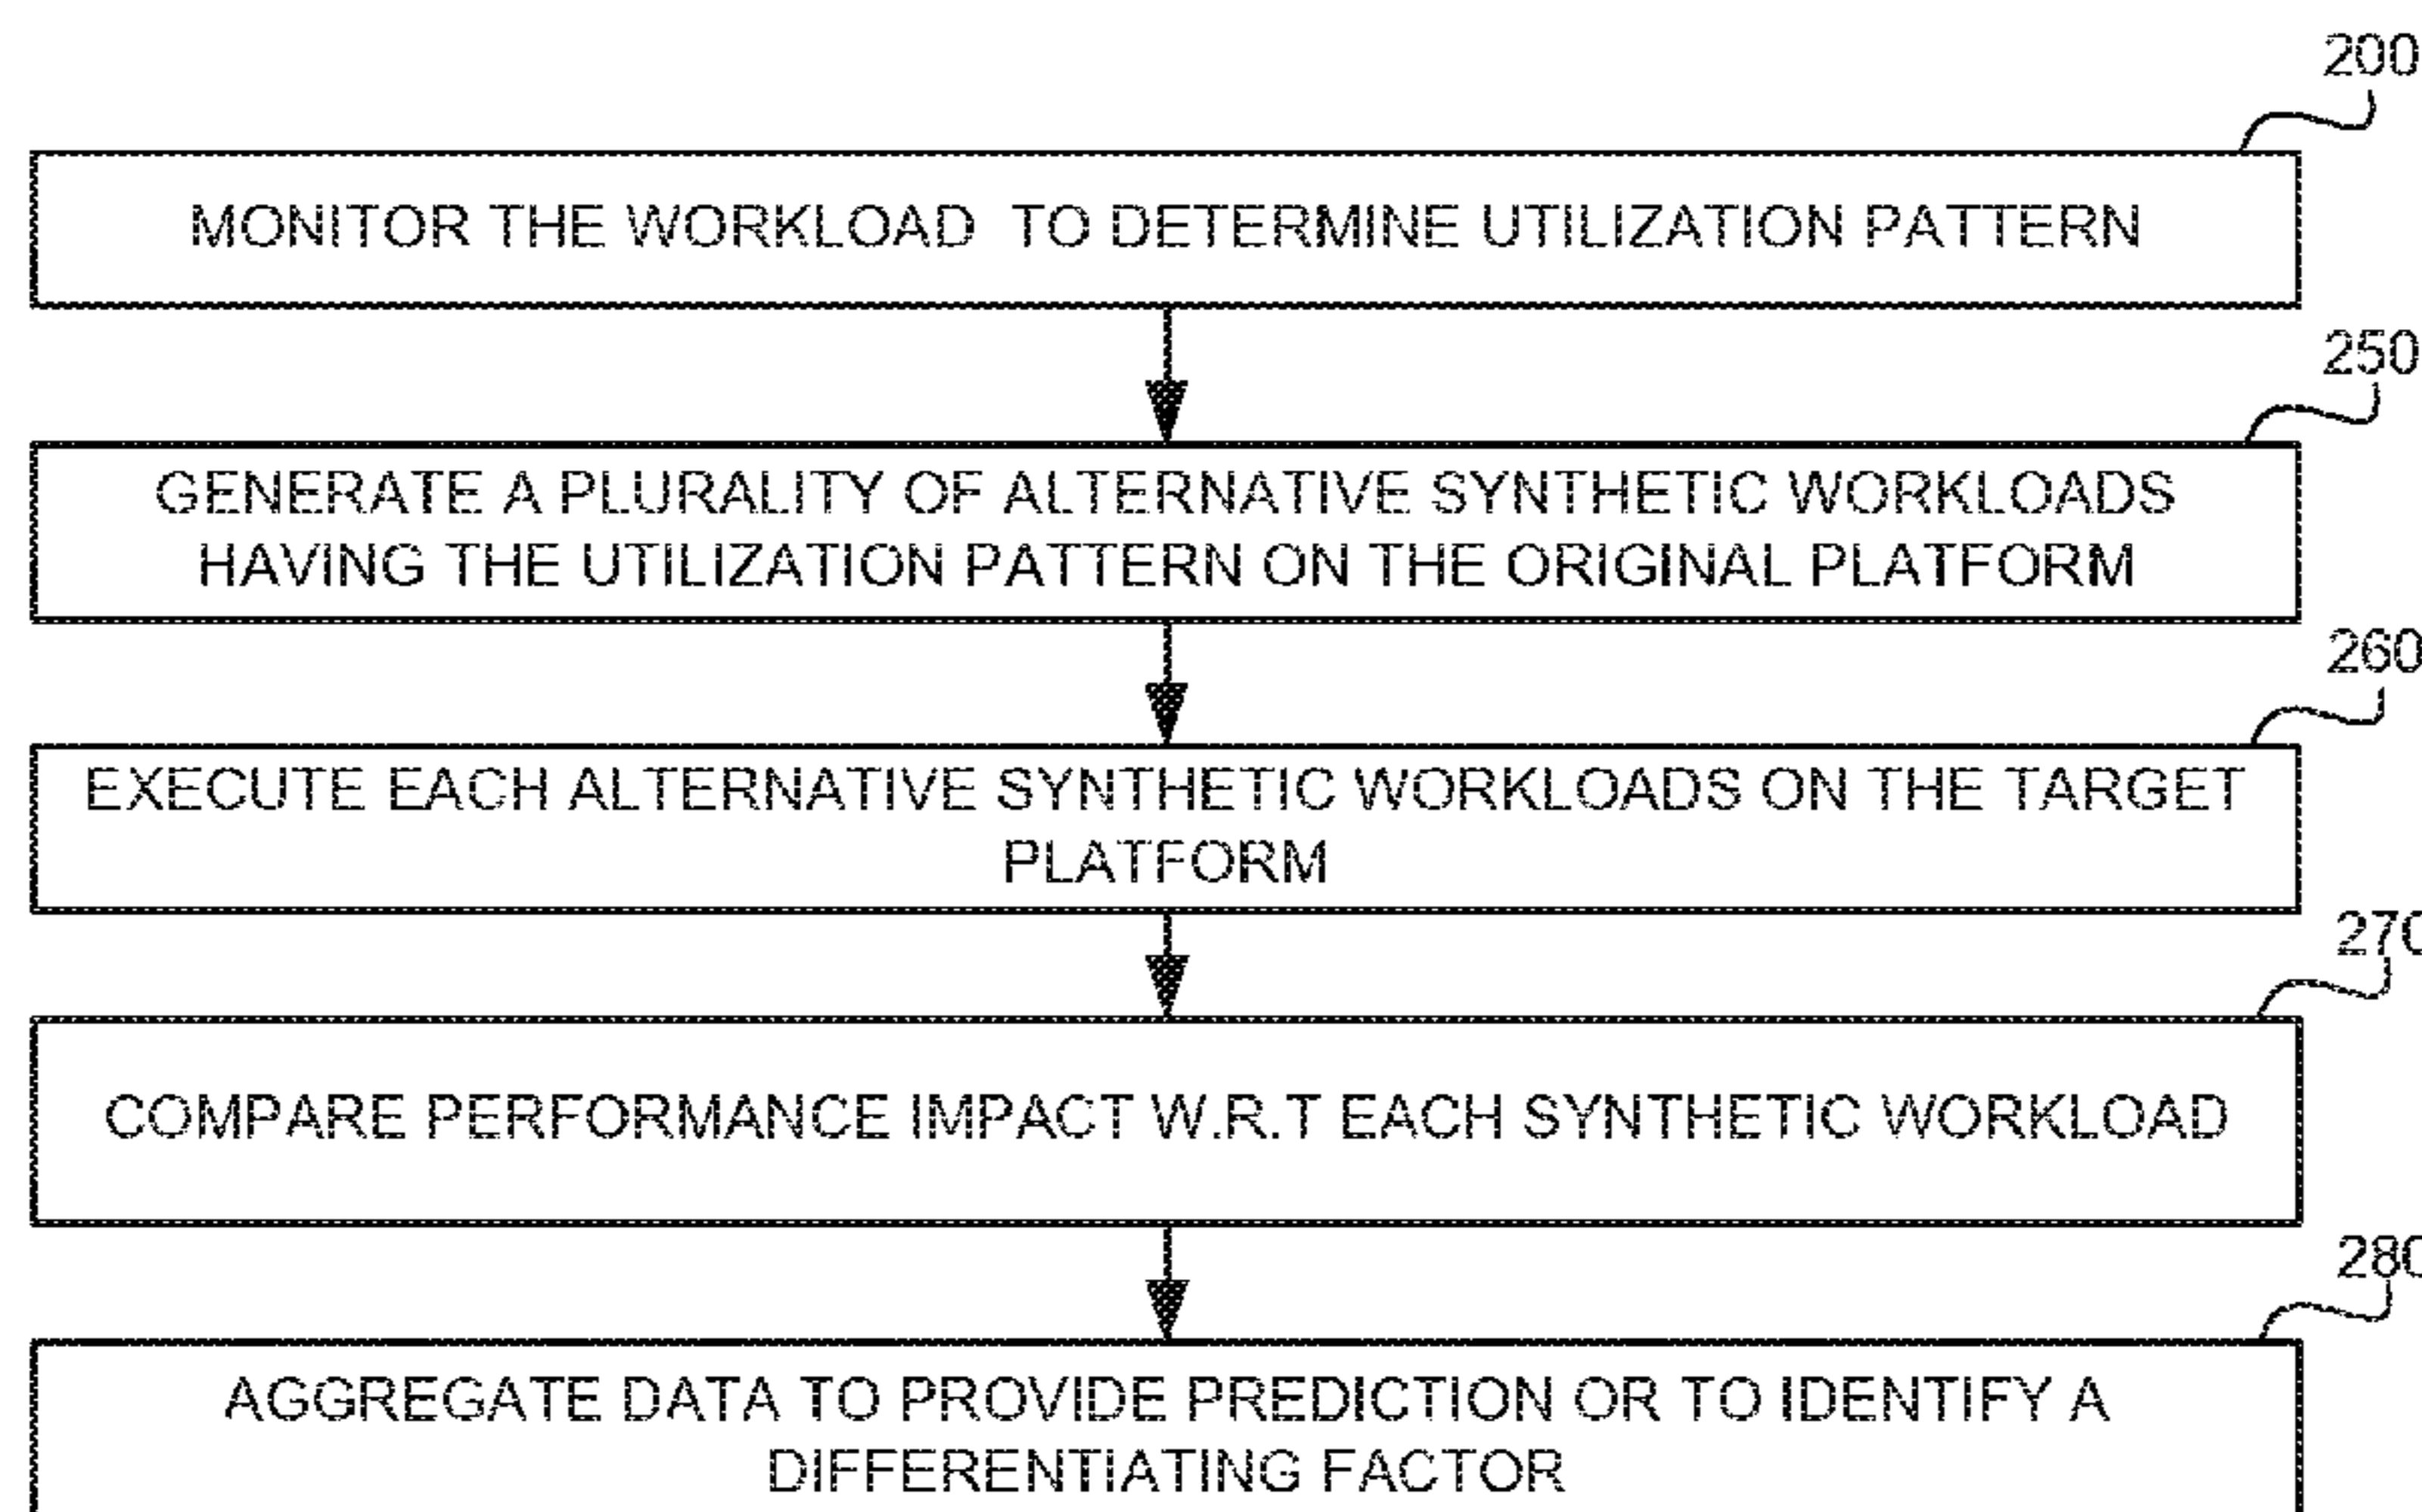 200
MONITOR THE WORKLOAD TO DETERMINE UTILIZATION PATTERN
250
GENERATE A PLURALITY OF ALTERNATIVE SYNTHETIC WORKLOADS
HAVING THE UTILIZATION PATTERN ON THE ORIGINAL PLATFORM
260
EXECUTE EACH ALTERNATIVE SYNTHETIC WORKLOADS ON THE TARGET
PLATFORM
270
COMPARE PERFORMANCE IMPACT W.R.T EACH SYNTHETIC WORKLOAD
280
AGGREGATE DATA TO PROVIDE PREDICTION OR TO IDENTIFY A
DIFFERENTIATING FACTOR